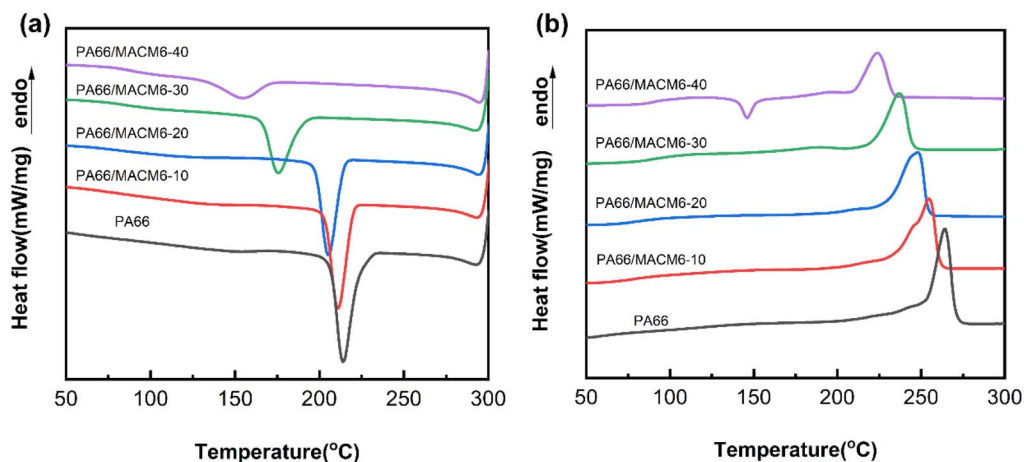 (a)
PA66/MACM6-40
PA66/MACM6-30
PA66/MACM6-20
PA66/MACM6-10
PA66
Heat flow(mW/mg) endo
50 100 150 200 250 300
Temperature(°C)
(b)
PA66/MACM6-40
PA66/MACM6-30
PA66/MACM6-20
PA66/MACM6-10
PA66
Heat flow(mW/mg) endo
50 100 150 200 250 300
Temperature(°C)